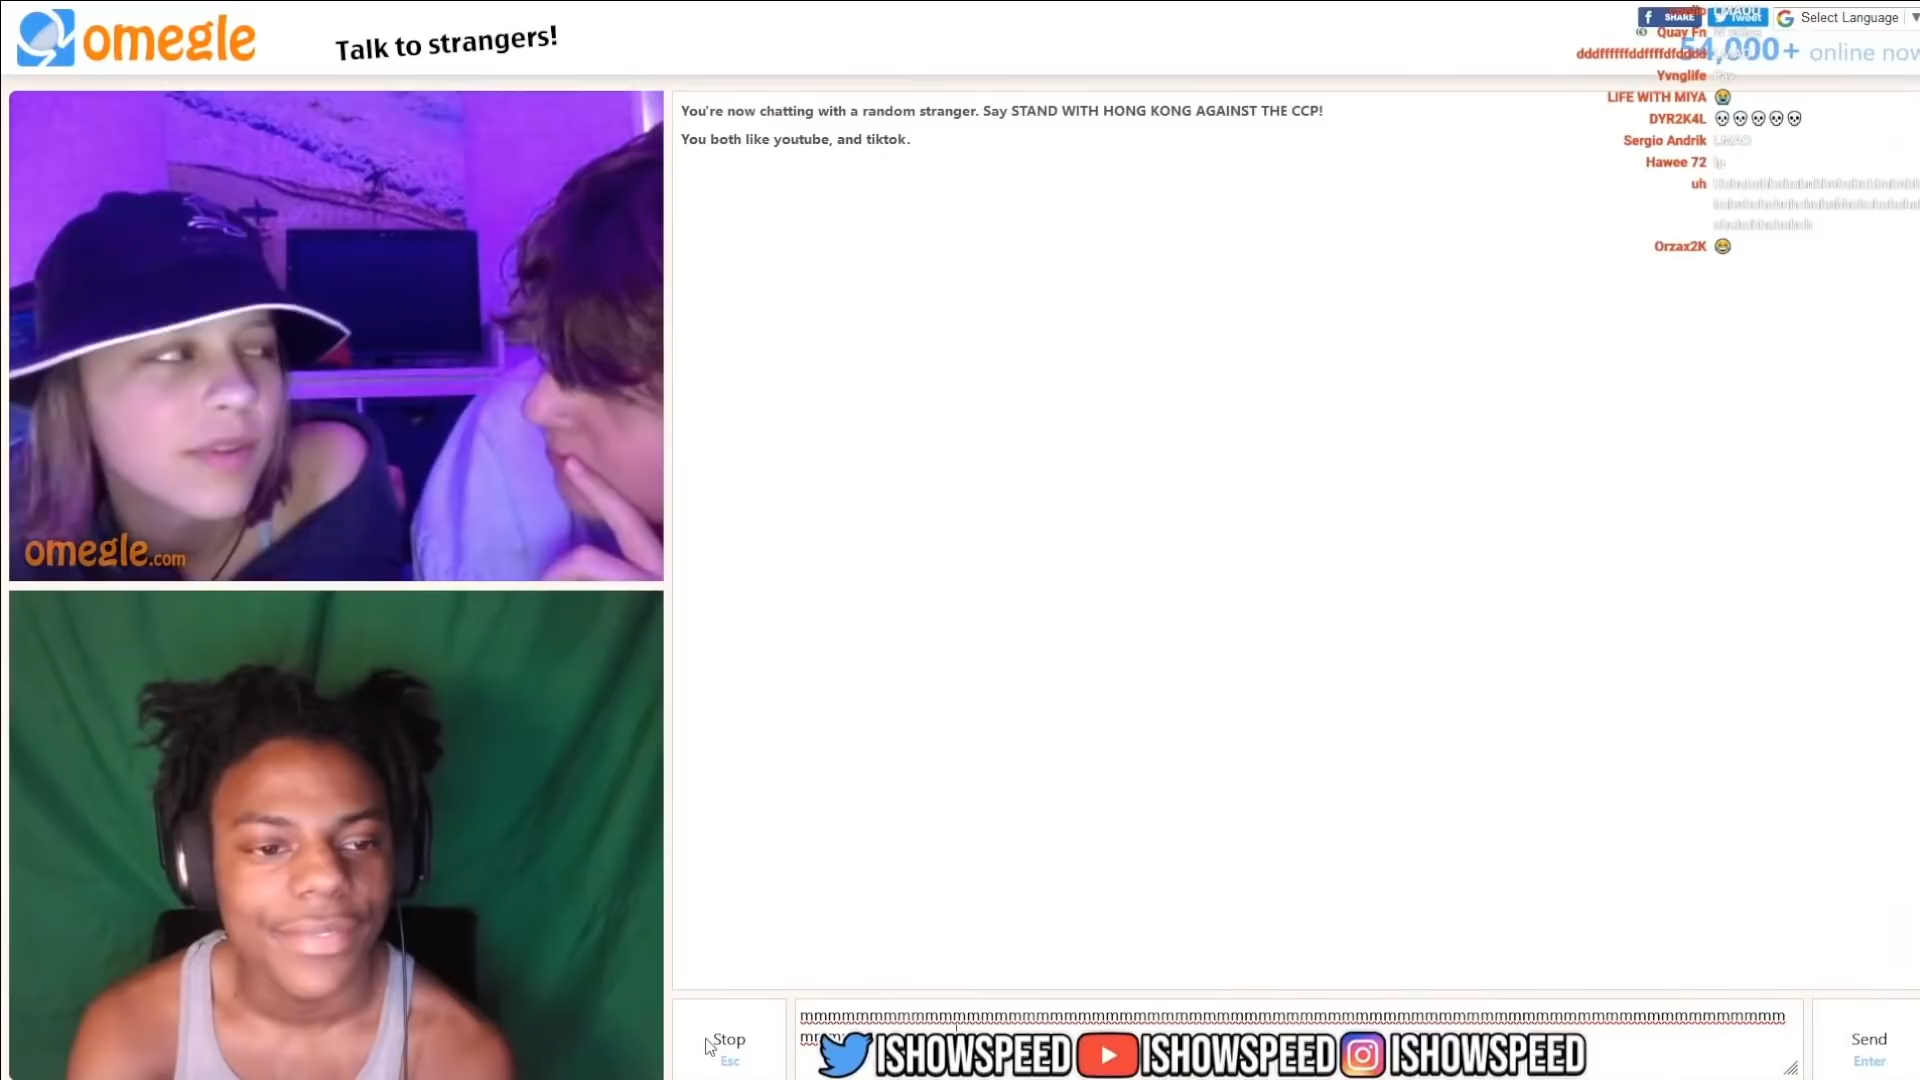 omegle
Talk to strangers!
SHARE
Tweet
Select Language
54,000+ online now
Quay Fn
Yvnglife
LIFE WITH MIYA
DYR2K4L
Sergio Andrik LMAO
Hawee 72
uh
Orzax2K
You're now chatting with a random stranger. Say STAND WITH HONG KONG AGAINST THE CCP!
You both like youtube, and tiktok.
omegle.com
Stop
Esc
ISHOWSPEED ISHOWSPEED ISHOWSPEED
Send
Enter